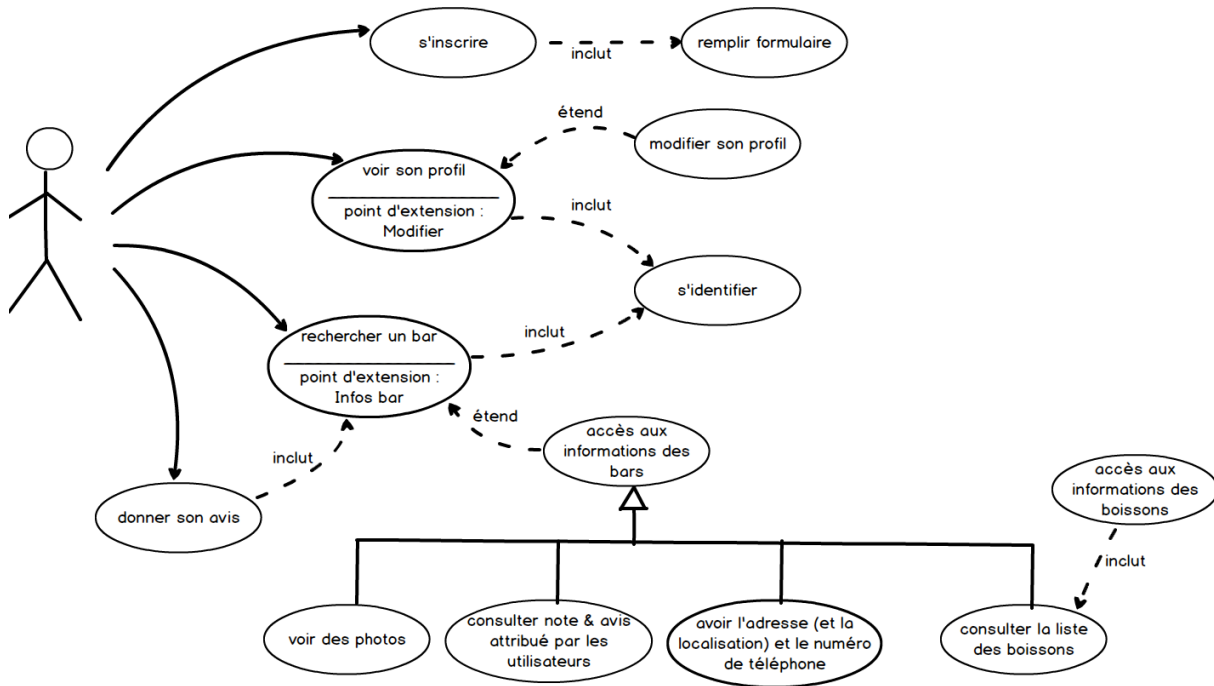 s'inscrire
inclut
remplir formulaire
étend
modifier son profil
voir son profil
point d'extension :
Modifier
inclut
s'identifier
rechercher un bar
inclut
point d'extension :
Infos bar
étend
accès aux
informations des
bars
inclut
donner son avis
accès aux
informations des
boissons
inclut
voir des photos
consulter note & avis
attribué par les
utilisateurs
avoir l'adresse (et la
localisation) et le numéro
de téléphone
consulter la liste
des boissons